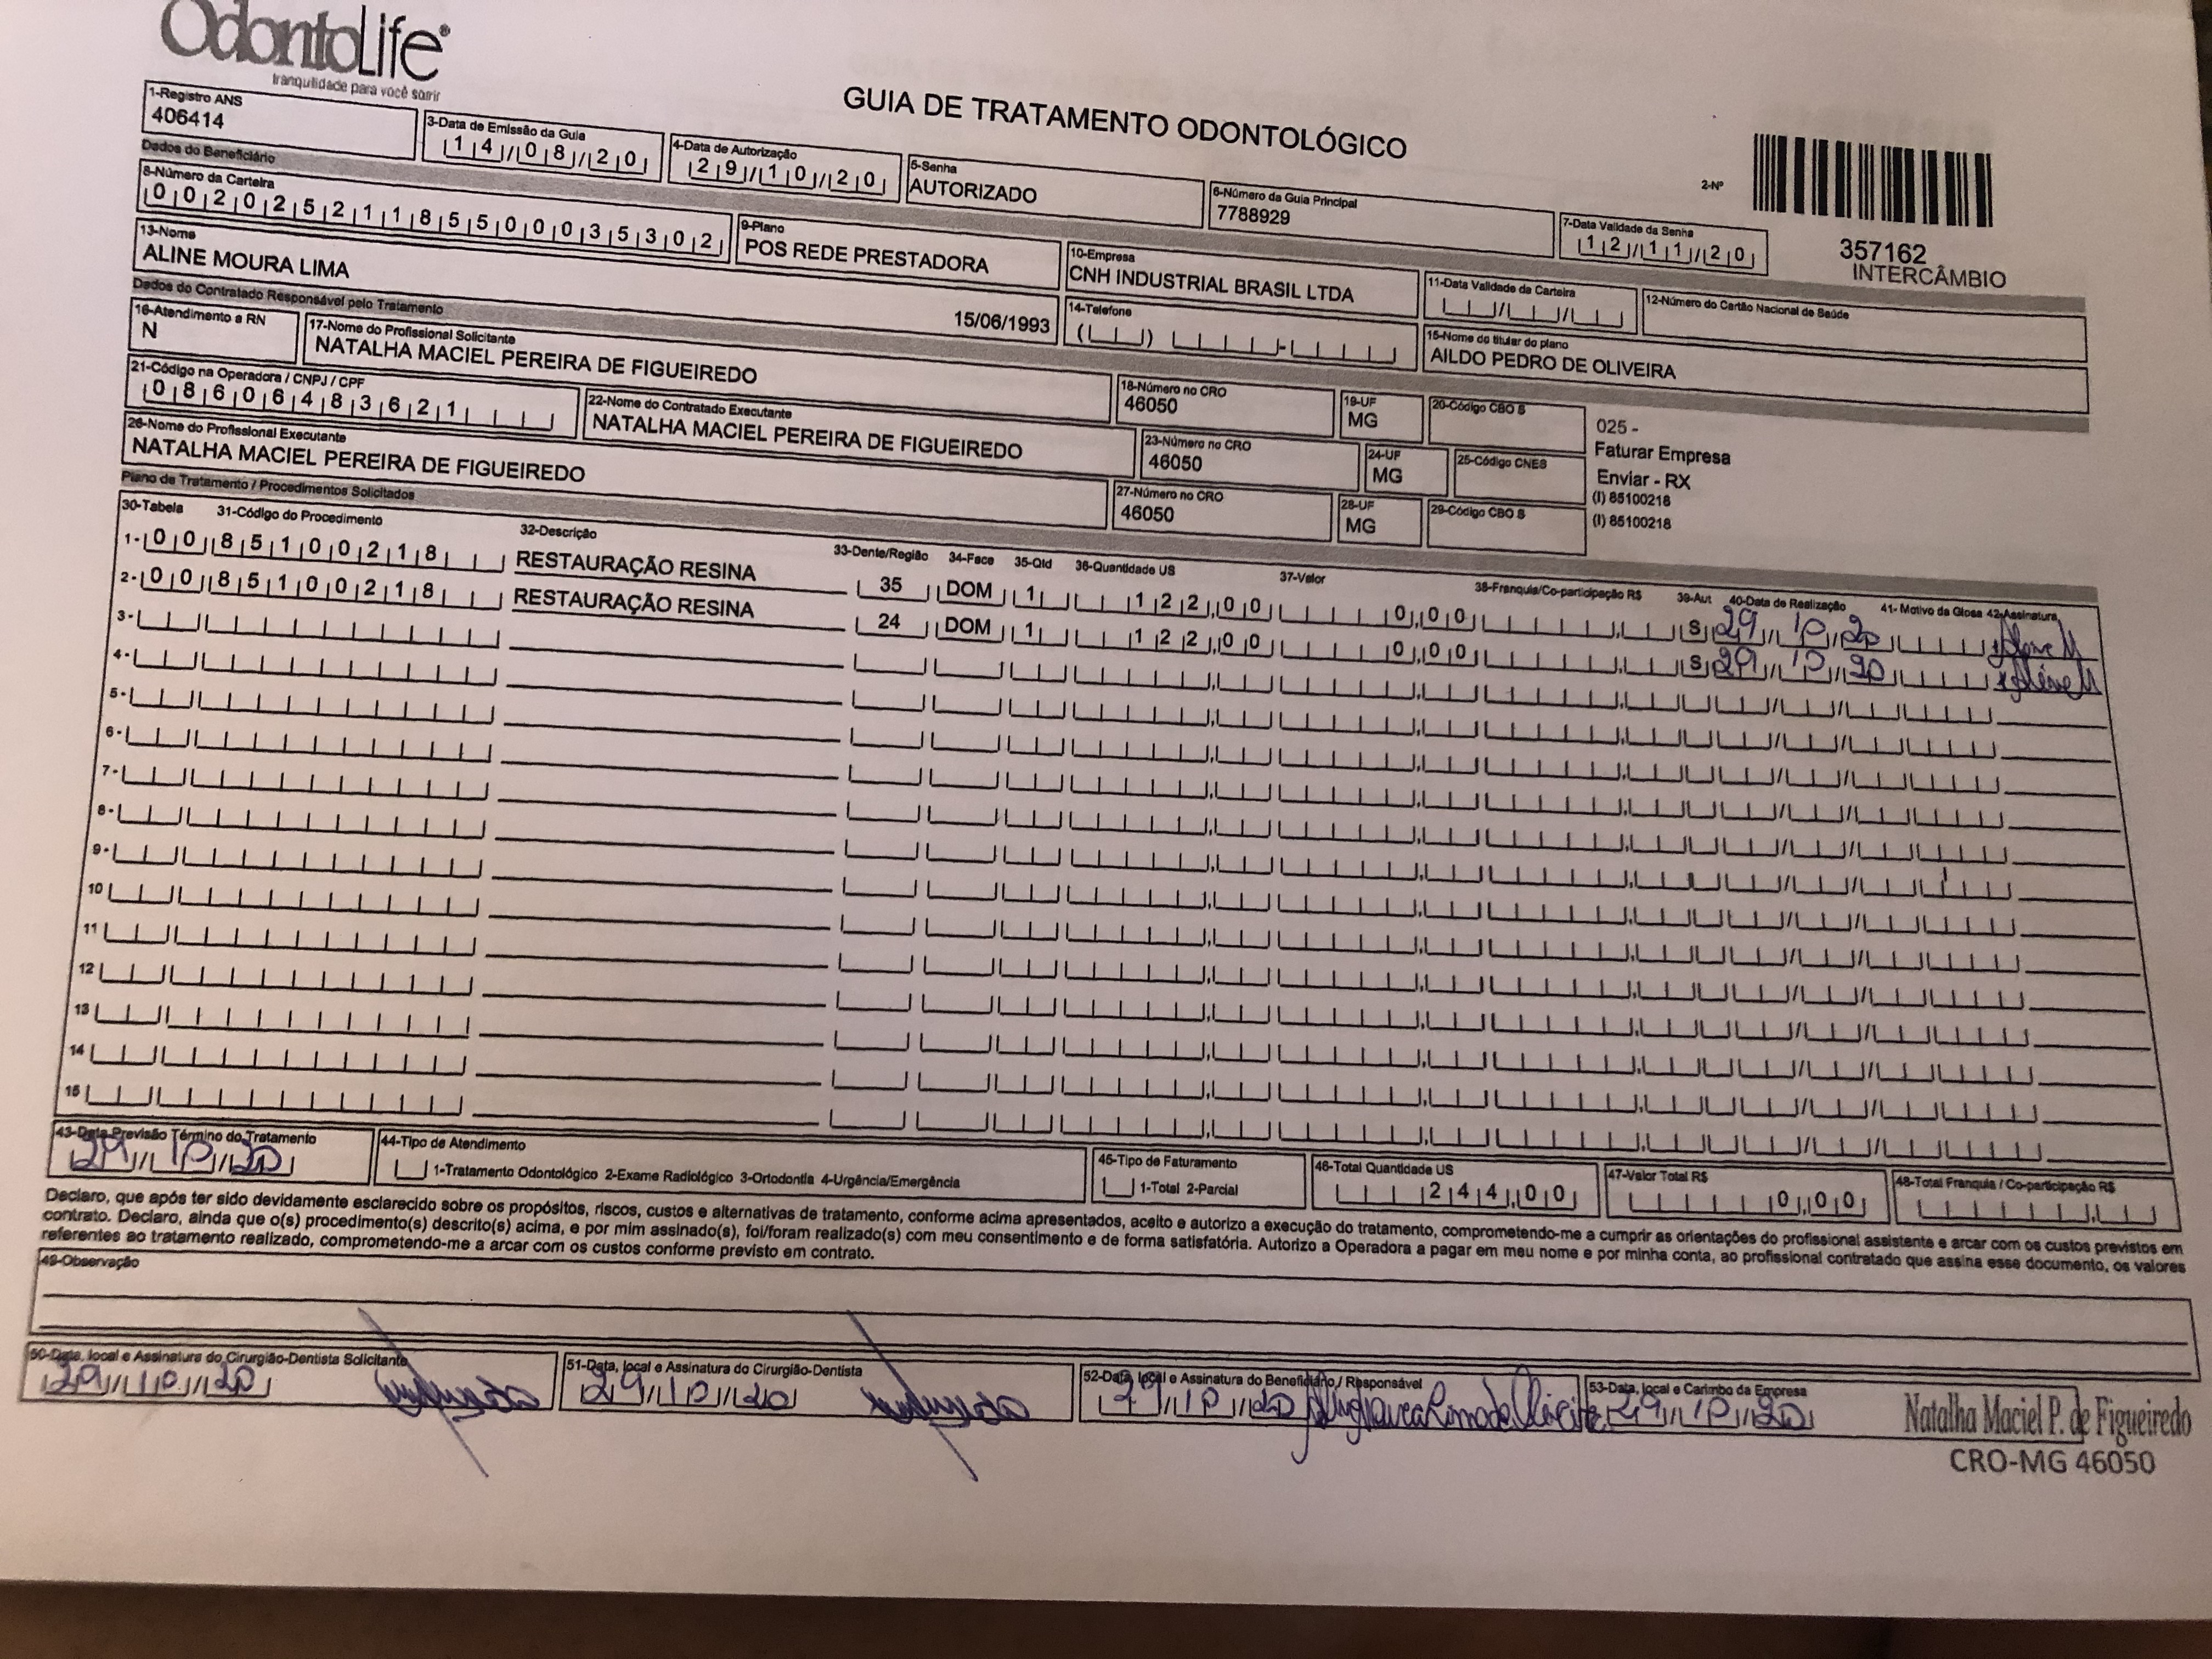 OdontoLife®
tranquilidade para você sorrir
GUIA DE TRATAMENTO ODONTOLÓGICO
1-Registro ANS
406414
3-Data de Emissão da Guia
14/08/20
4-Data de Autorização
29/10/20
5-Senha
AUTORIZADO
6-Número da Guia Principal
7788929
7-Data Validade da Senha
12/11/20
2-Nº
357162
INTERCÂMBIO
Dados do Beneficiário
8-Número da Carteira
00202521185500035302
9-Plano
POS REDE PRESTADORA
10-Empresa
CNH INDUSTRIAL BRASIL LTDA
11-Data Validade da Carteira
12-Número do Cartão Nacional de Saúde
13-Nome
ALINE MOURA LIMA
15/06/1993
14-Telefone
15-Nome do titular do plano
AILDO PEDRO DE OLIVEIRA
Dados do Contratado Responsável pelo Tratamento
16-Atendimento a RN
N
17-Nome do Profissional Solicitante
NATALHA MACIEL PEREIRA DE FIGUEIREDO
18-Número no CRO
46050
19-UF
MG
20-Código CBO S
21-Código na Operadora / CNPJ / CPF
08606483621
22-Nome do Contratado Executante
NATALHA MACIEL PEREIRA DE FIGUEIREDO
23-Número no CRO
46050
24-UF
MG
25-Código CNES
26-Nome do Profissional Executante
NATALHA MACIEL PEREIRA DE FIGUEIREDO
27-Número no CRO
46050
28-UF
MG
29-Código CBO S
025 -
Faturar Empresa
Enviar - RX
(I) 85100218
(I) 85100218
Plano de Tratamento / Procedimentos Solicitados
30-Tabela 31-Código do Procedimento 32-Descrição 33-Dente/Região 34-Face 35-Qtd 36-Quantidade US 37-Valor 38-Franquia/Co-participação R$ 39-Aut 40-Data de Realização 41- Motivo da Glosa 42-Assinatura
1- 00 85100218 RESTAURAÇÃO RESINA 35 DOM 1 122,00 0,00 S 29/10/20 Aline M
2- 00 85100218 RESTAURAÇÃO RESINA 24 DOM 1 122,00 0,00 S 29/10/20 Aline M
3-
4-
5-
6-
7-
8-
9-
10
11
12
13
14
15
43-Data Previsão Término do Tratamento
29/10/20
44-Tipo de Atendimento
1-Tratamento Odontológico 2-Exame Radiológico 3-Ortodontia 4-Urgência/Emergência
45-Tipo de Faturamento
1-Total 2-Parcial
46-Total Quantidade US
244,00
47-Valor Total R$
0,00
48-Total Franquia / Co-participação R$
Declaro, que após ter sido devidamente esclarecido sobre os propósitos, riscos, custos e alternativas de tratamento, conforme acima apresentados, aceito e autorizo a execução do tratamento, comprometendo-me a cumprir as orientações do profissional assistente e arcar com os custos previstos em
contrato. Declaro, ainda que o(s) procedimento(s) descrito(s) acima, e por mim assinado(s), foi/foram realizado(s) com meu consentimento e de forma satisfatória. Autorizo a Operadora a pagar em meu nome e por minha conta, ao profissional contratado que assina esse documento, os valores
referentes ao tratamento realizado, comprometendo-me a arcar com os custos conforme previsto em contrato.
49-Observação
50-Data, local e Assinatura do Cirurgião-Dentista Solicitante
29/10/20
51-Data, local e Assinatura do Cirurgião-Dentista
29/10/20
52-Data, local e Assinatura do Beneficiário / Responsável
29/10/20
53-Data, local e Carimbo da Empresa
29/10/20
Natalha Maciel P. de Figueiredo
CRO-MG 46050